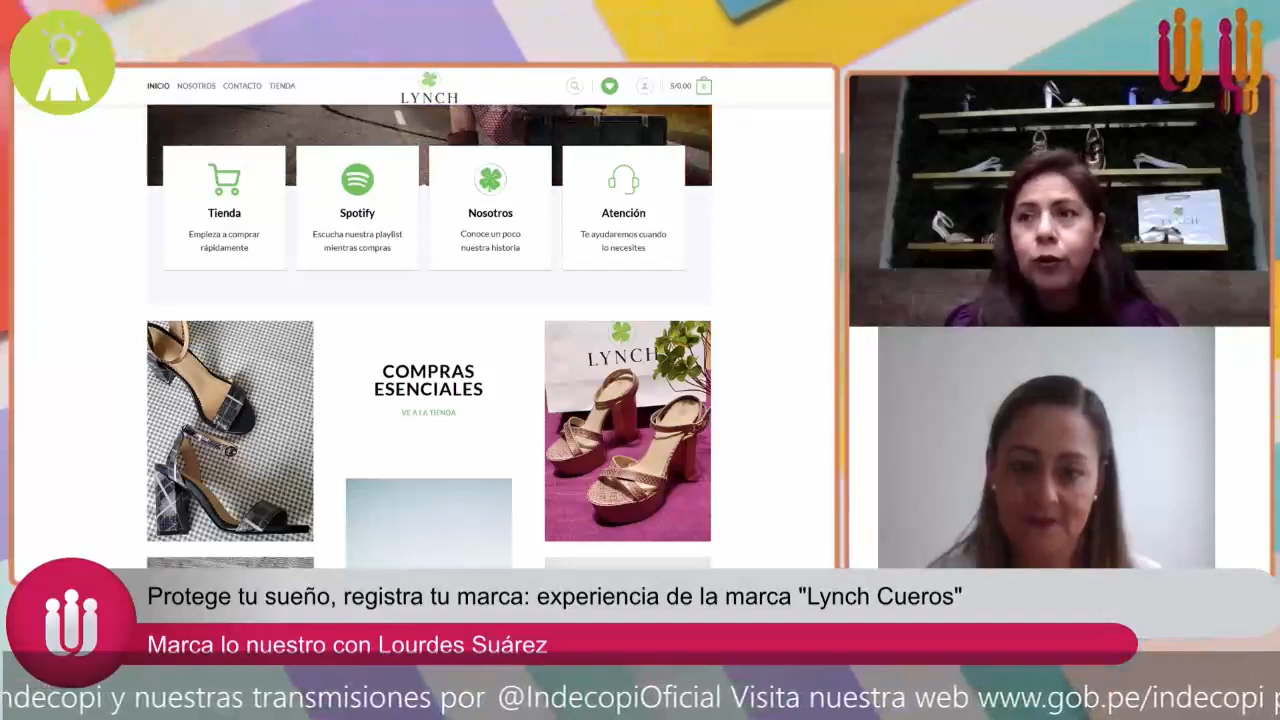 INICIO NOSOTROS CONTACTO TIENDA
LYNCH
S/0.00
0
Tienda
Empieza a comprar
rápidamente
Spotify
Escucha nuestra playlist
mientras compras
Nosotros
Conoce un poco
nuestra historia
Atención
Te ayudaremos cuando
lo necesites
COMPRAS
ESENCIALES
VE A LA TIENDA
LYNCH
LYNCH
Protege tu sueño, registra tu marca: experiencia de la marca "Lynch Cueros"
Marca lo nuestro con Lourdes Suárez
ndecopi y nuestras transmisiones por @IndecopiOficial Visita nuestra web www.gob.pe/indecopi p